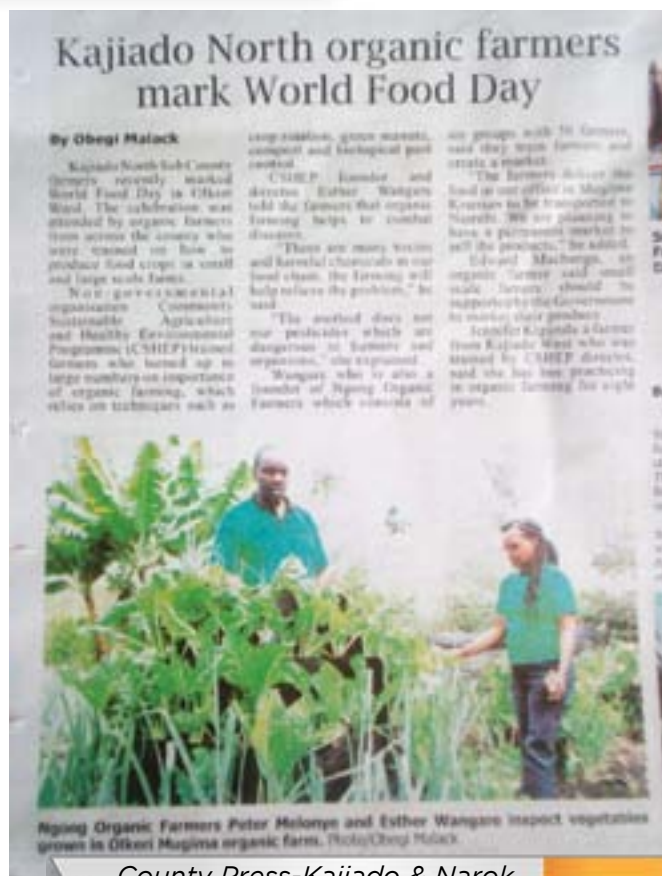 Kajiado North organic farmers
mark World Food Day
By Obegi Malack
Kajiado North Sub County
farmers recently marked
World Food Day in Olkeri
Ward. The celebration was
attended by organic farmers
from across the county who
were trained on how to
produce food crops in small
and large scale farms.
Non-governmental
organisation Community
Sustainable Agriculture
and Healthy Environmental
Programme (CSHEP) trained
farmers who turned up in
large numbers on importance
of organic farming, which
relies on techniques such as
crop rotation, green manure,
compost and biological pest
control.
CSHEP founder and
director Esther Wangare
told the farmers that organic
farming helps to combat
diseases.
"There are many toxins
and harmful chemicals in our
food chain, the farming will
help relieve the problem," he
said.
"The method does not
use pesticides which are
dangerous to farmers and
organisms," she explained.
Wangare who is also a
founder of Ngong Organic
Farmers which consists of
six groups with farmers,
said they train farmers and
create a market.
"The farmers deliver the
food at our office in Mugima
to be transported to
Nairobi. We are planning to
have a permanent market to
sell the products," he added.
Edward an
organic farmer said small
scale farmers should be
supported by the Government
by market their produce.
Jennifer a farmer
from Kajiado West who was
trained by CSHEP director,
said she has practicing
in organic farming for eight
years.
Ngong Organic Farmers Peter Melonye and Esther Wangare inspect vegetables
grown in Olkeri Mugima organic farm. Photo/Obegi Malack
County Press-Kajiado & Narok